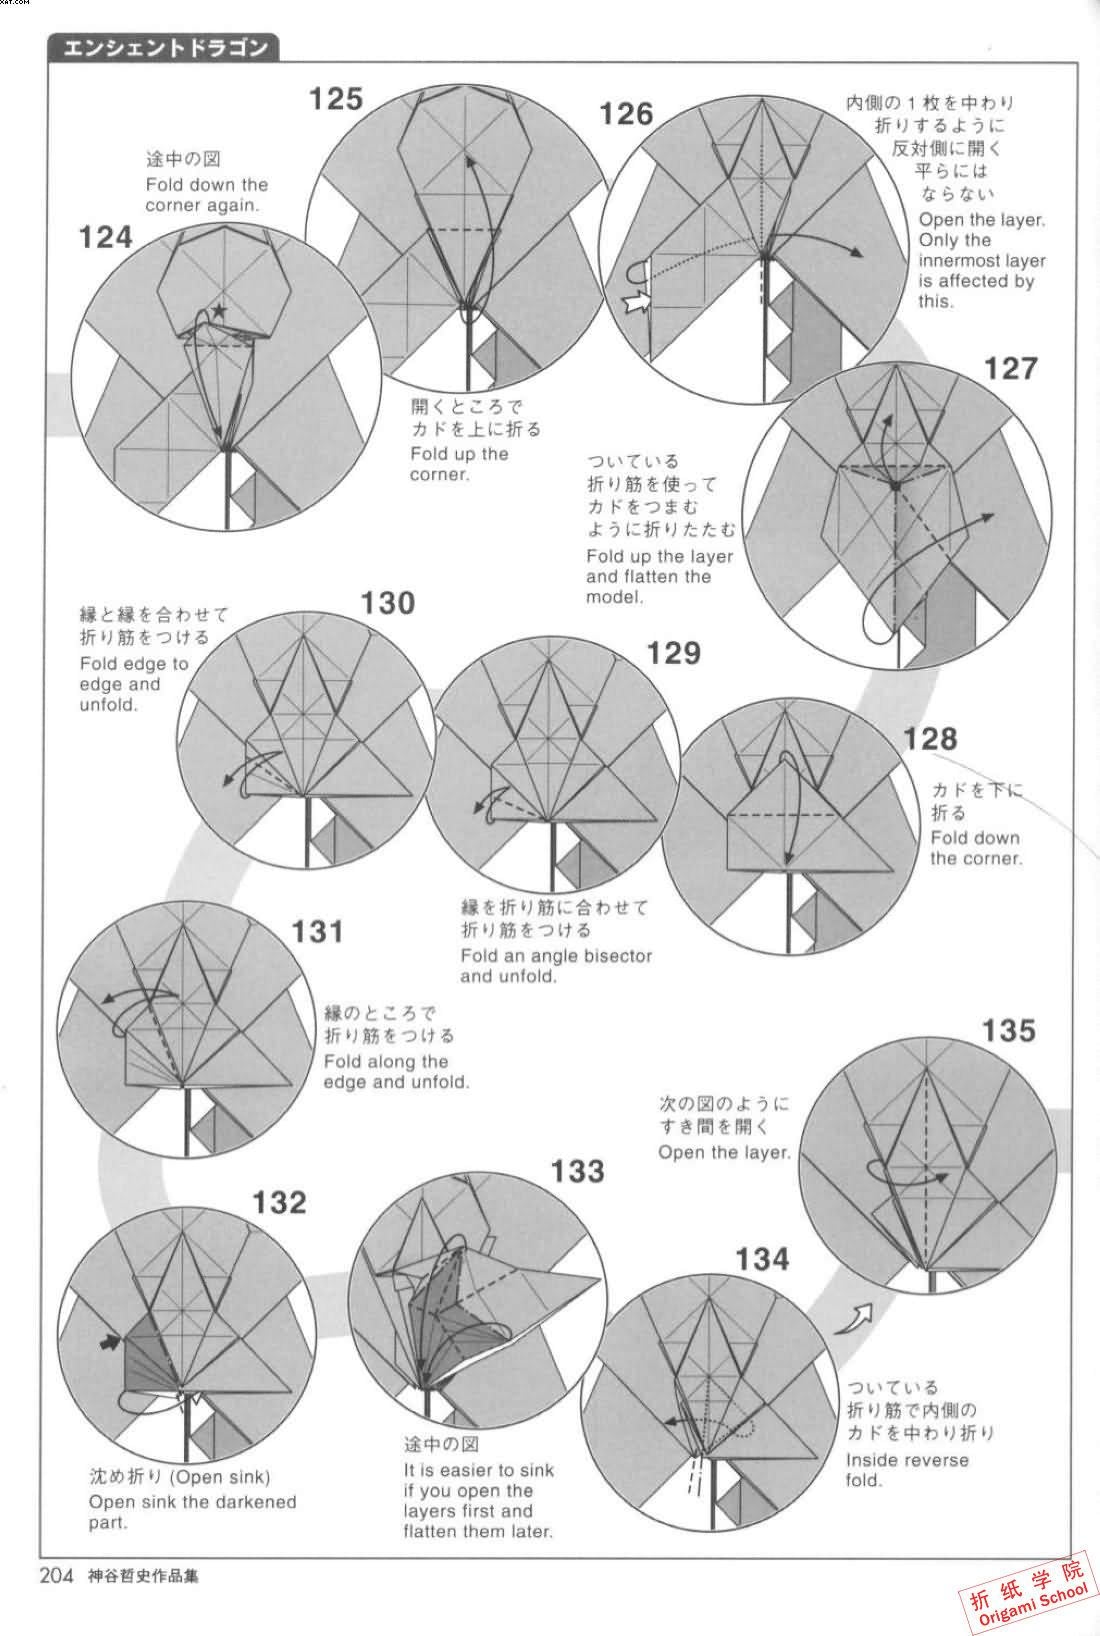 XAT.COM
エンシェントドラゴン
124
途中の図
Fold down the
corner again.
125
開くところで
カドを上に折る
Fold up the
corner.
126
内側の1枚を中わり
折りするように
反対側に開く
平らには
ならない
Open the layer.
Only the
innermost layer
is affected by
this.
127
ついている
折り筋を使って
カドをつまむ
ように折りたたむ
Fold up the layer
and flatten the
model.
128
カドを下に
折る
Fold down
the corner.
129
縁を折り筋に合わせて
折り筋をつける
Fold an angle bisector
and unfold.
130
縁と縁を合わせて
折り筋をつける
Fold edge to
edge and
unfold.
131
縁のところで
折り筋をつける
Fold along the
edge and unfold.
132
沈め折り (Open sink)
Open sink the darkened
part.
133
途中の図
It is easier to sink
if you open the
layers first and
flatten them later.
134
ついている
折り筋で内側の
カドを中わり折り
Inside reverse
fold.
135
次の図のように
すき間を開く
Open the layer.
204 神谷哲史作品集
折纸学院
Origami School